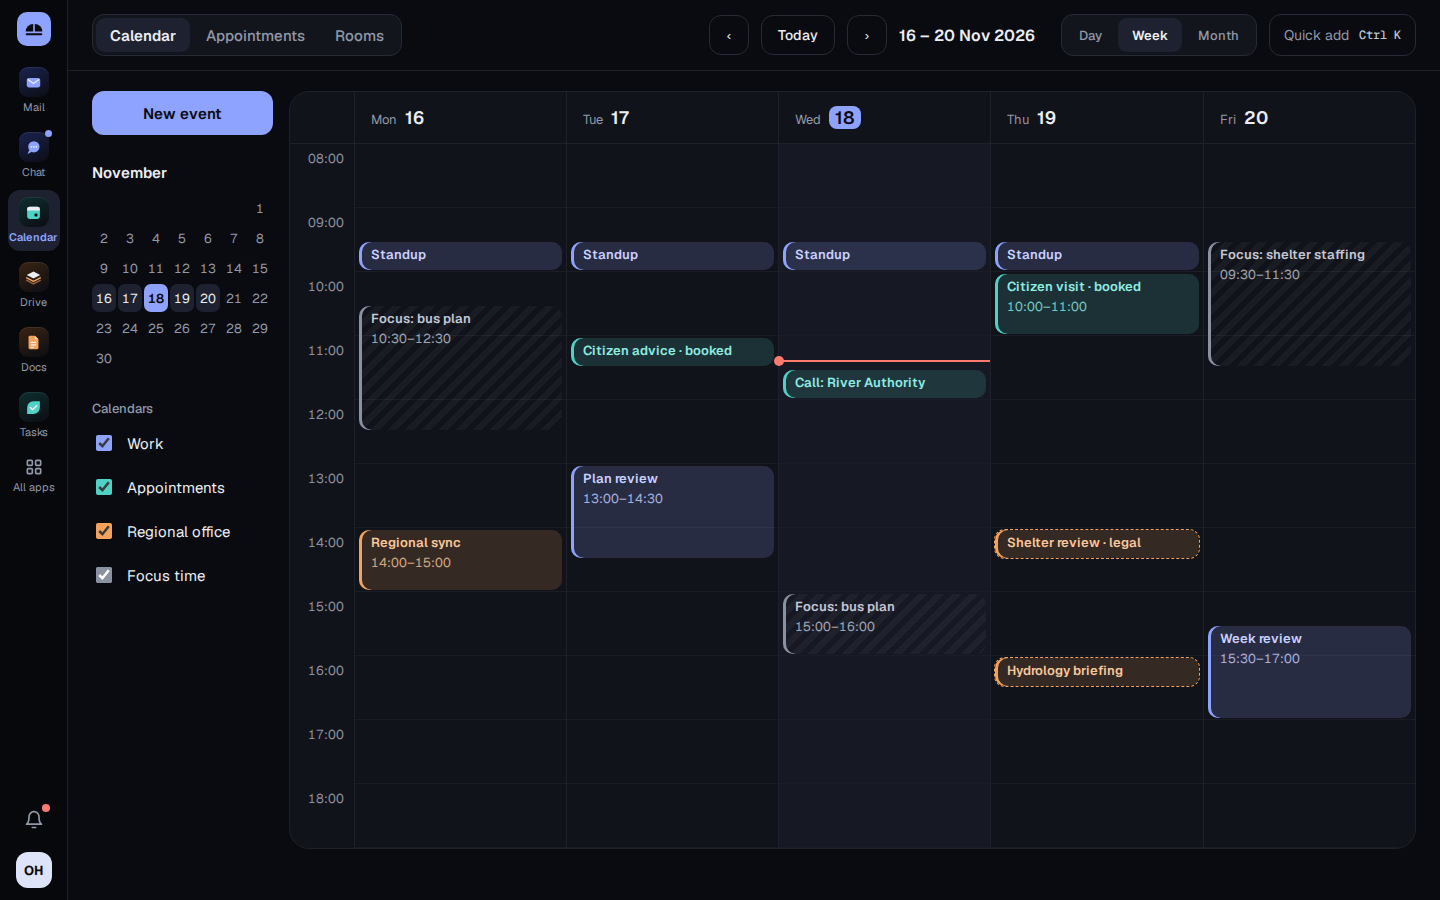 Calendar Appointments Rooms
‹ Today › 16 – 20 Nov 2026 Day Week Month Quick add Ctrl K
Mail
Chat
Calendar
Drive
Docs
Tasks
All apps
OH
New event
November
1
2 3 4 5 6 7 8
9 10 11 12 13 14 15
16 17 18 19 20 21 22
23 24 25 26 27 28 29
30
Calendars
Work
Appointments
Regional office
Focus time
Mon 16 Tue 17 Wed 18 Thu 19 Fri 20
08:00
09:00
10:00
11:00
12:00
13:00
14:00
15:00
16:00
17:00
18:00
Standup
Focus: bus plan
10:30–12:30
Regional sync
14:00–15:00
Standup
Citizen advice · booked
Plan review
13:00–14:30
Standup
Call: River Authority
Focus: bus plan
15:00–16:00
Standup
Citizen visit · booked
10:00–11:00
Shelter review · legal
Hydrology briefing
Focus: shelter staffing
09:30–11:30
Week review
15:30–17:00